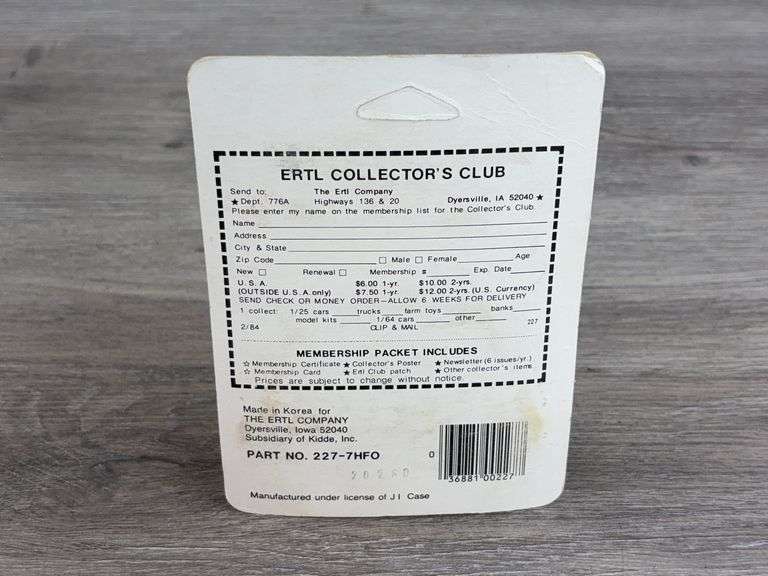 ERTL COLLECTOR'S CLUB
Send to: The Ertl Company
★ Dept. 776A Highways 136 & 20 Dyersville, IA 52040 ★
Please enter my name on the membership list for the Collector's Club
Name
Address
City & State
Zip Code □ Male □ Female Age
New □ Renewal □ Membership # Exp. Date
U.S.A. $6.00 1-yr. $10.00 2-yrs.
(OUTSIDE U.S.A. only) $7.50 1-yr. $12.00 2-yrs. (U.S. Currency)
SEND CHECK OR MONEY ORDER—ALLOW 6 WEEKS FOR DELIVERY
I collect: 1/25 cars trucks farm toys banks
model kits 1/64 cars other 227
2/84 CLIP & MAIL
MEMBERSHIP PACKET INCLUDES
☆ Membership Certificate ★ Collector's Poster ★ Newsletter (6 issues/yr.)
☆ Membership Card ★ Ertl Club patch ★ Other collector's items
Prices are subject to change without notice.
Made in Korea for
THE ERTL COMPANY
Dyersville, Iowa 52040
Subsidiary of Kidde, Inc.
PART NO. 227-7HFO
0 36881 00227
Manufactured under license of J I Case